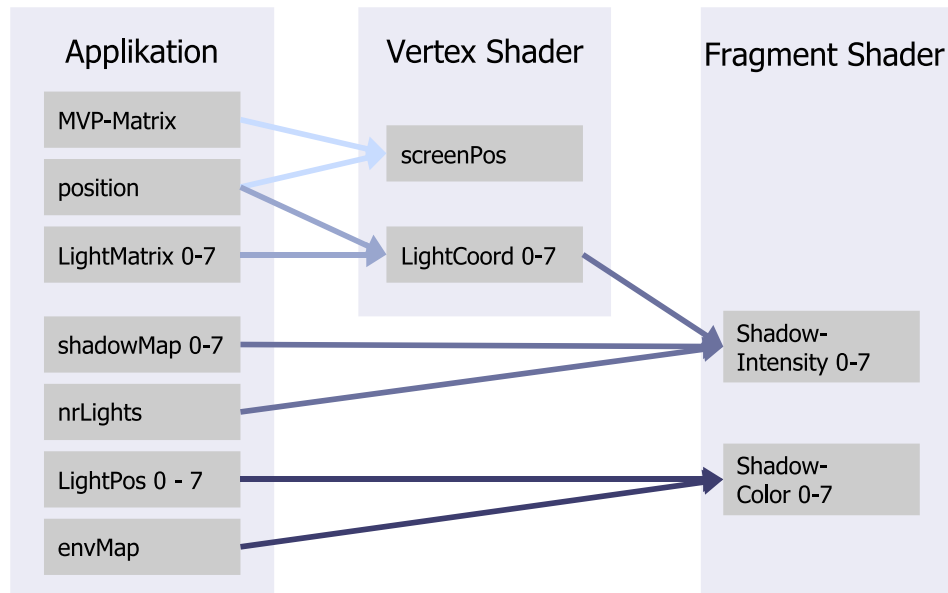 Applikation
MVP-Matrix
position
LightMatrix 0-7
shadowMap 0-7
nrLights
LightPos 0 - 7
envMap
Vertex Shader
screenPos
LightCoord 0-7
Fragment Shader
Shadow-
Intensity 0-7
Shadow-
Color 0-7